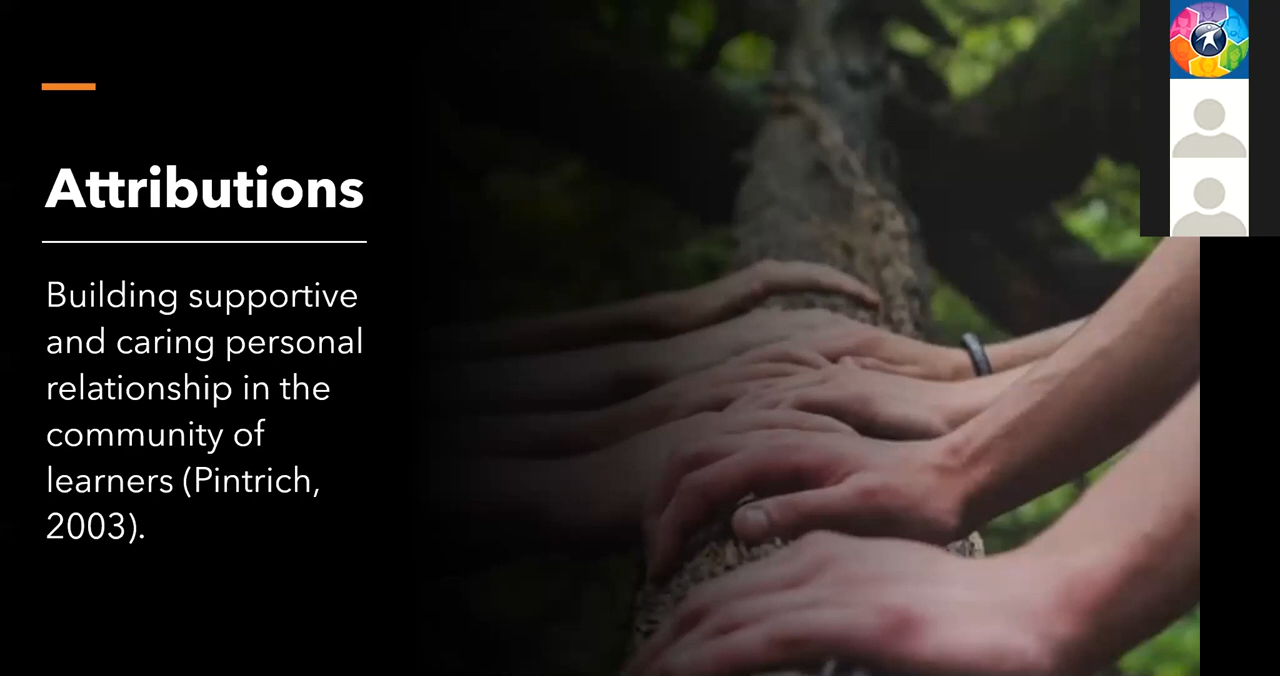 Attributions
Building supportive
and caring personal
relationship in the
community of
learners (Pintrich,
2003).